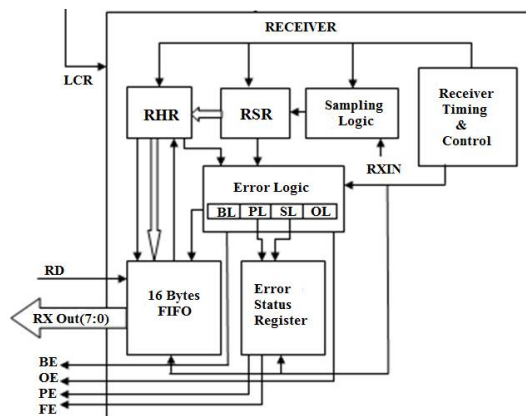 RECEIVER
LCR
RHR
RSR
Sampling
Logic
Receiver
Timing
&
Control
RXIN
Error Logic
BL PL SL OL
RD
16 Bytes
FIFO
Error
Status
Register
RX Out(7:0)
BE
OE
PE
FE